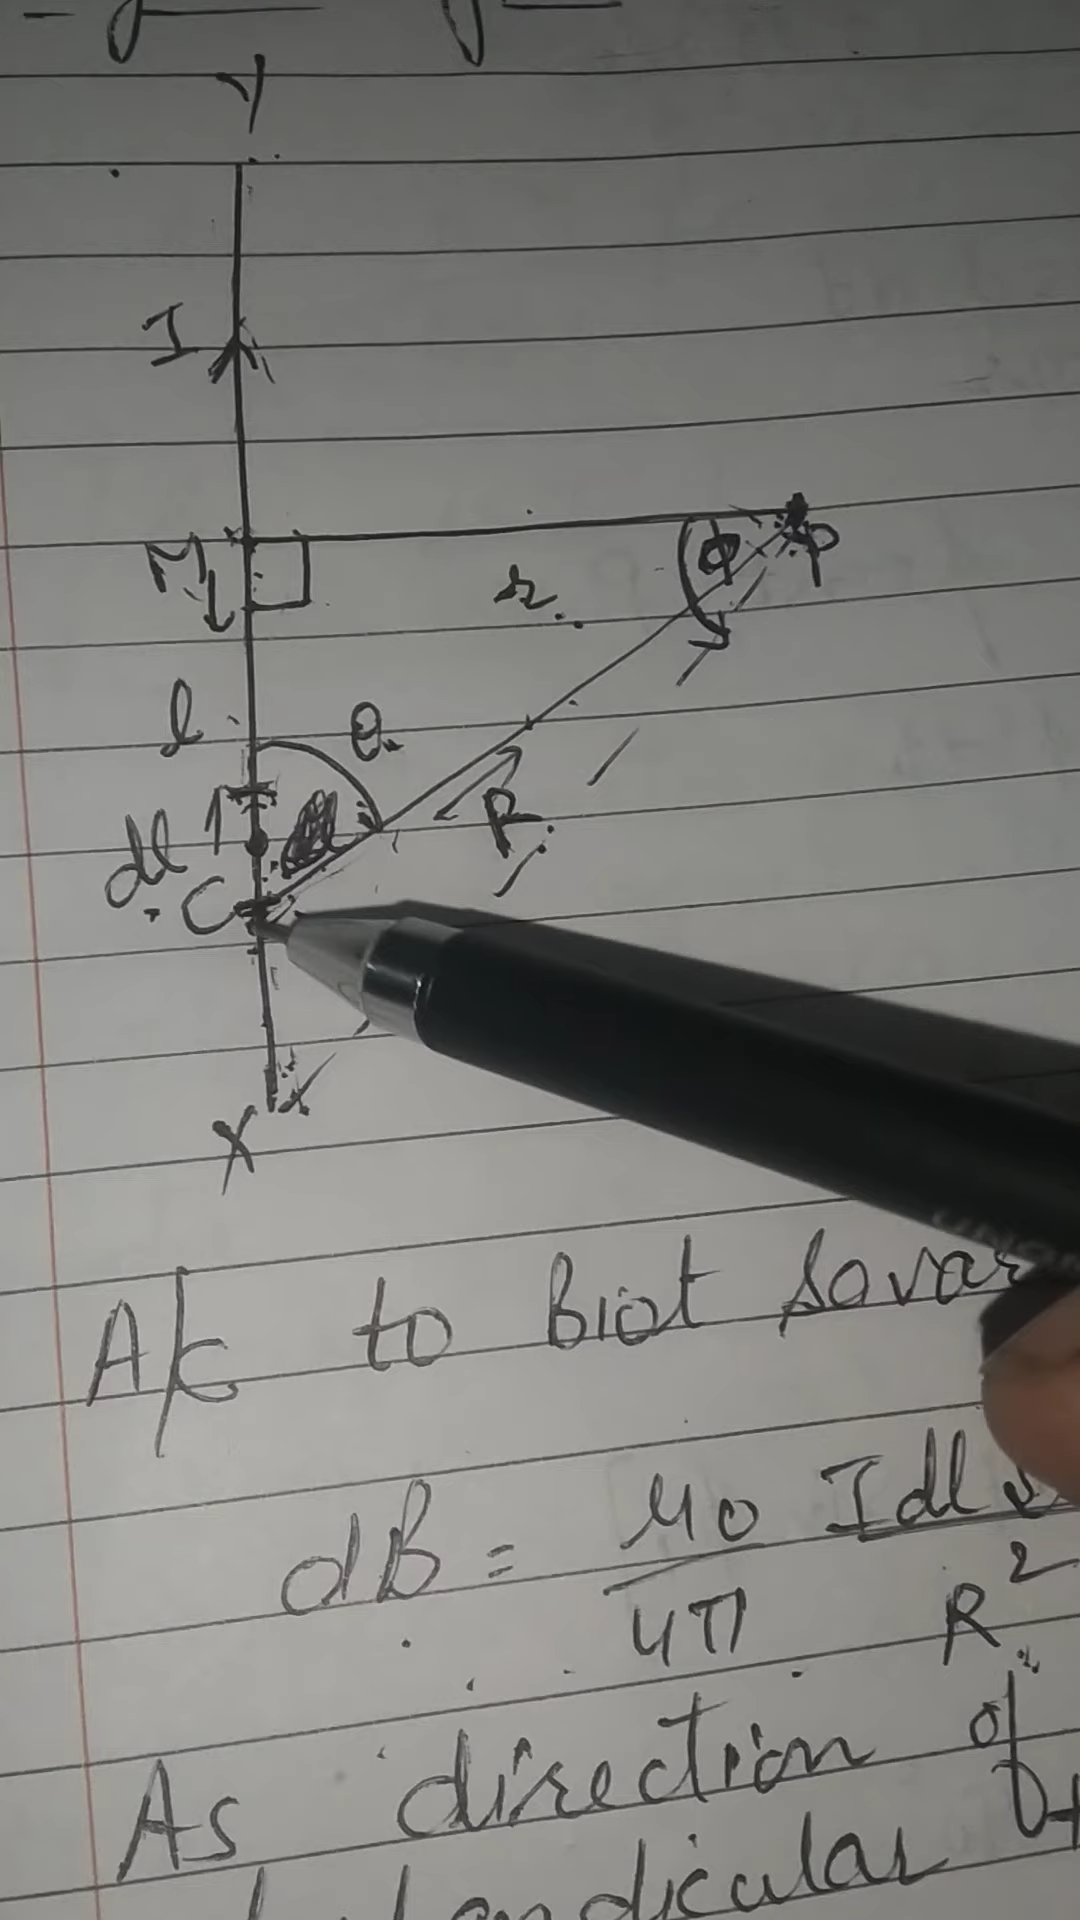 Y
I
M
P
ϕ
r
l
θ
R
dl
C
X
A/c to Biot Savar
dB = μ0 Idl
4π R²
As direction of